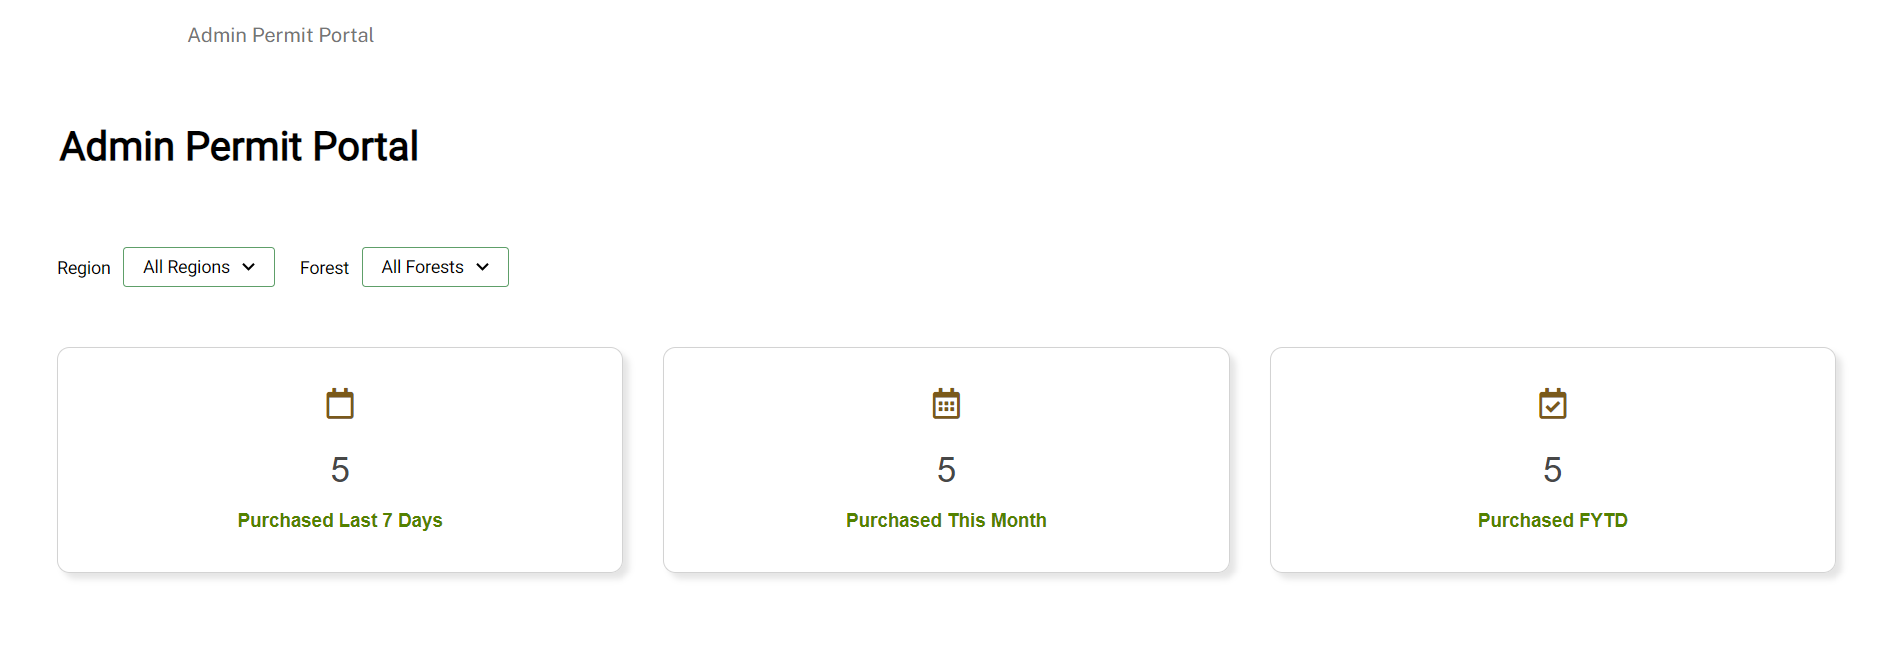 Admin Permit Portal
Admin Permit Portal
Region All Regions Forest All Forests
5 5 5
Purchased Last 7 Days Purchased This Month Purchased FYTD